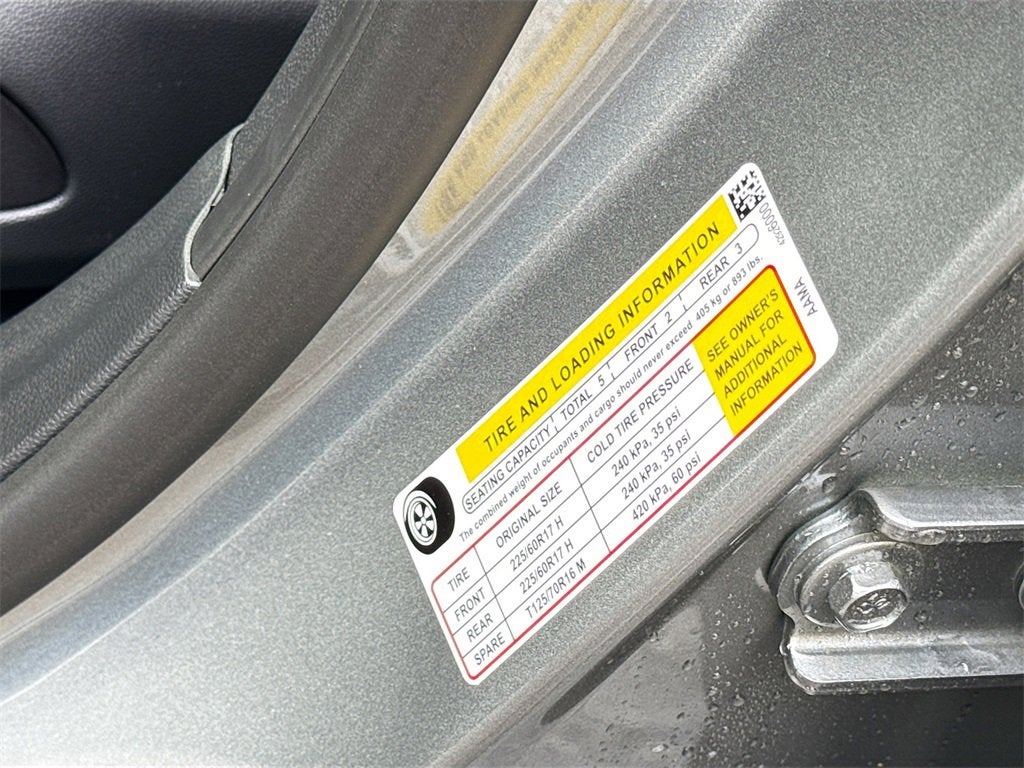 TIRE AND LOADING INFORMATION
SEATING CAPACITY TOTAL 5 FRONT 2 REAR 3
The combined weight of occupants and cargo should never exceed 405 kg or 893 lbs.
TIRE ORIGINAL SIZE COLD TIRE PRESSURE
FRONT 225/60R17 H 240 kPa, 35 psi
REAR 225/60R17 H 240 kPa, 35 psi
SPARE T125/70R16 M 420 kPa, 60 psi
SEE OWNER'S
MANUAL FOR
ADDITIONAL
INFORMATION
AAMA